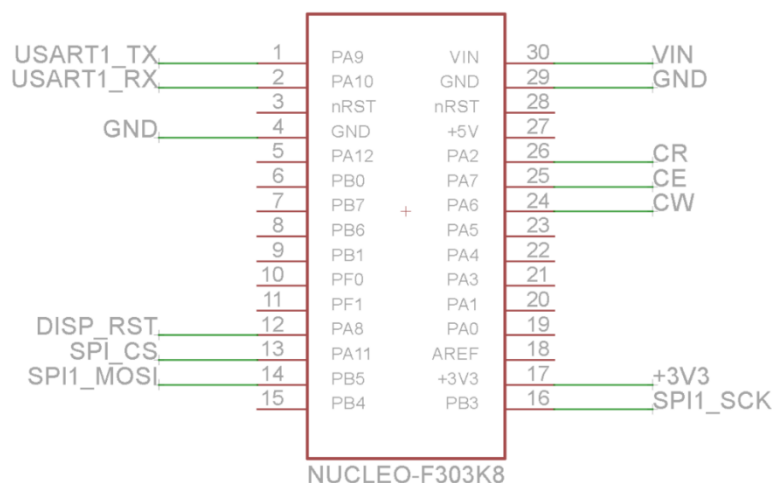 USART1_TX 1 PA9 VIN 30 VIN
USART1_RX 2 PA10 GND 29 GND
3 nRST nRST 28
GND 4 GND +5V 27
5 PA12 PA2 26 CR
6 PB0 PA7 25 CE
7 PB7 PA6 24 CW
8 PB6 PA5 23
9 PB1 PA4 22
10 PF0 PA3 21
11 PF1 PA1 20
DISP_RST 12 PA8 PA0 19
SPI_CS 13 PA11 AREF 18
SPI1_MOSI 14 PB5 +3V3 17 +3V3
15 PB4 PB3 16 SPI1_SCK
NUCLEO-F303K8